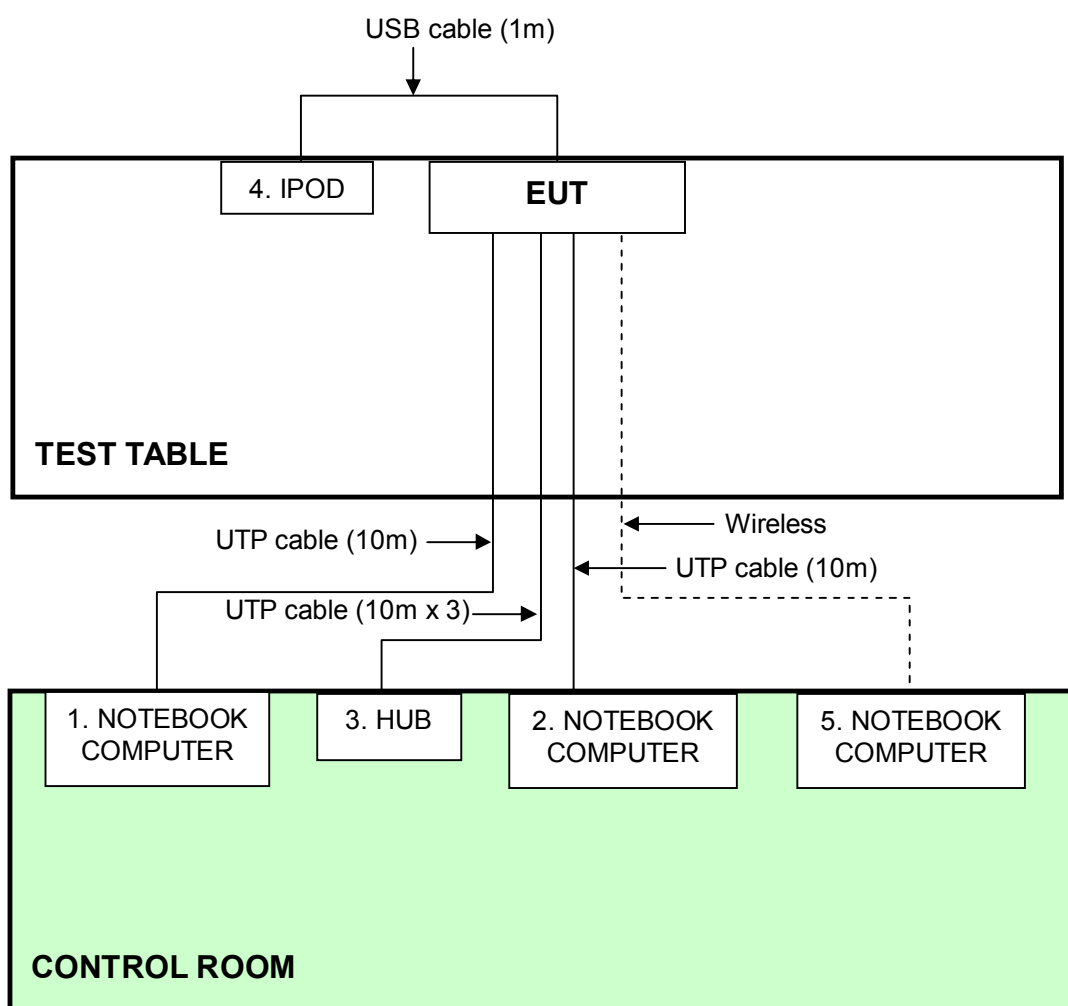 USB cable (1m)
4. IPOD
EUT
TEST TABLE
UTP cable (10m)
Wireless
UTP cable (10m)
UTP cable (10m x 3)
1. NOTEBOOK
COMPUTER
3. HUB
2. NOTEBOOK
COMPUTER
5. NOTEBOOK
COMPUTER
CONTROL ROOM